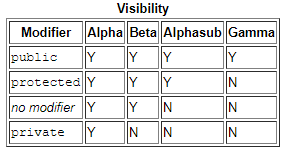 Visibility
Modifier Alpha Beta Alphasub Gamma
public Y Y Y Y
protected Y Y Y N
no modifier Y Y N N
private Y N N N